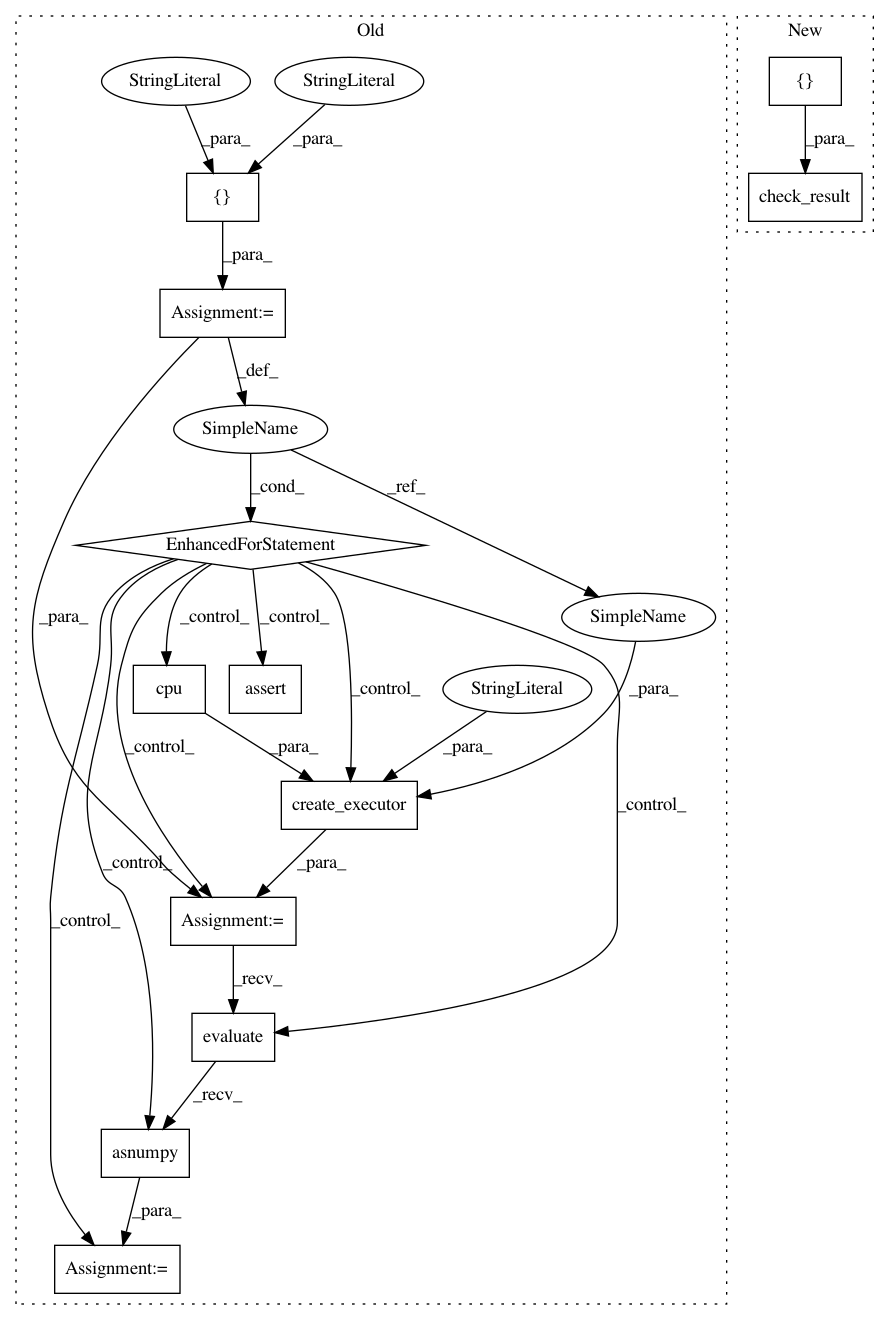 Old
New
StringLiteral
StringLiteral
{}
_para_
_para_
_para_
{}
check_result
_para_
Assignment:=
_def_
SimpleName
_cond_
_ref_
EnhancedForStatement
_para_
_control_
_control_
SimpleName
cpu
assert
_control_
StringLiteral
_para_
_control_
_para_
_para_
create_executor
_control_
_control_
_para_
_control_
Assignment:=
_recv_
evaluate
_recv_
asnumpy
_para_
Assignment:=